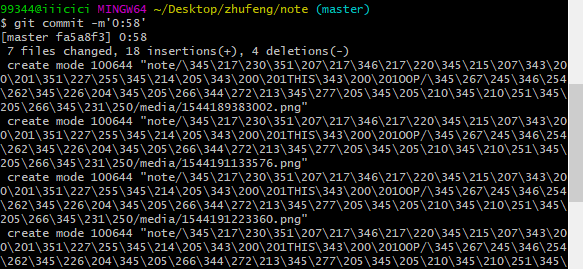 99344@iiicici MINGW64 ~/Desktop/zhufeng/note (master)
$ git commit -m'0:58'
[master fa5a8f3] 0:58
 7 files changed, 18 insertions(+), 4 deletions(-)
 create mode 100644 "note/\345\217\230\351\207\217\346\217\220\345\215\207\343\20
0\201\351\227\255\345\214\205\343\200\201THIS\343\200\201OOP/\345\267\245\346\254
\262\345\226\204\345\205\266\344\272\213\345\277\205\345\205\210\345\210\251\345\
205\266\345\231\250/media/1544189383002.png"
 create mode 100644 "note/\345\217\230\351\207\217\346\217\220\345\215\207\343\20
0\201\351\227\255\345\214\205\343\200\201THIS\343\200\201OOP/\345\267\245\346\254
\262\345\226\204\345\205\266\344\272\213\345\277\205\345\205\210\345\210\251\345\
205\266\345\231\250/media/1544191133576.png"
 create mode 100644 "note/\345\217\230\351\207\217\346\217\220\345\215\207\343\20
0\201\351\227\255\345\214\205\343\200\201THIS\343\200\201OOP/\345\267\245\346\254
\262\345\226\204\345\205\266\344\272\213\345\277\205\345\205\210\345\210\251\345\
205\266\345\231\250/media/1544191223360.png"
 create mode 100644 "note/\345\217\230\351\207\217\346\217\220\345\215\207\343\20
0\201\351\227\255\345\214\205\343\200\201THIS\343\200\201OOP/\345\267\245\346\254
\262\345\226\204\345\205\266\344\272\213\345\277\205\345\205\210\345\210\251\345\